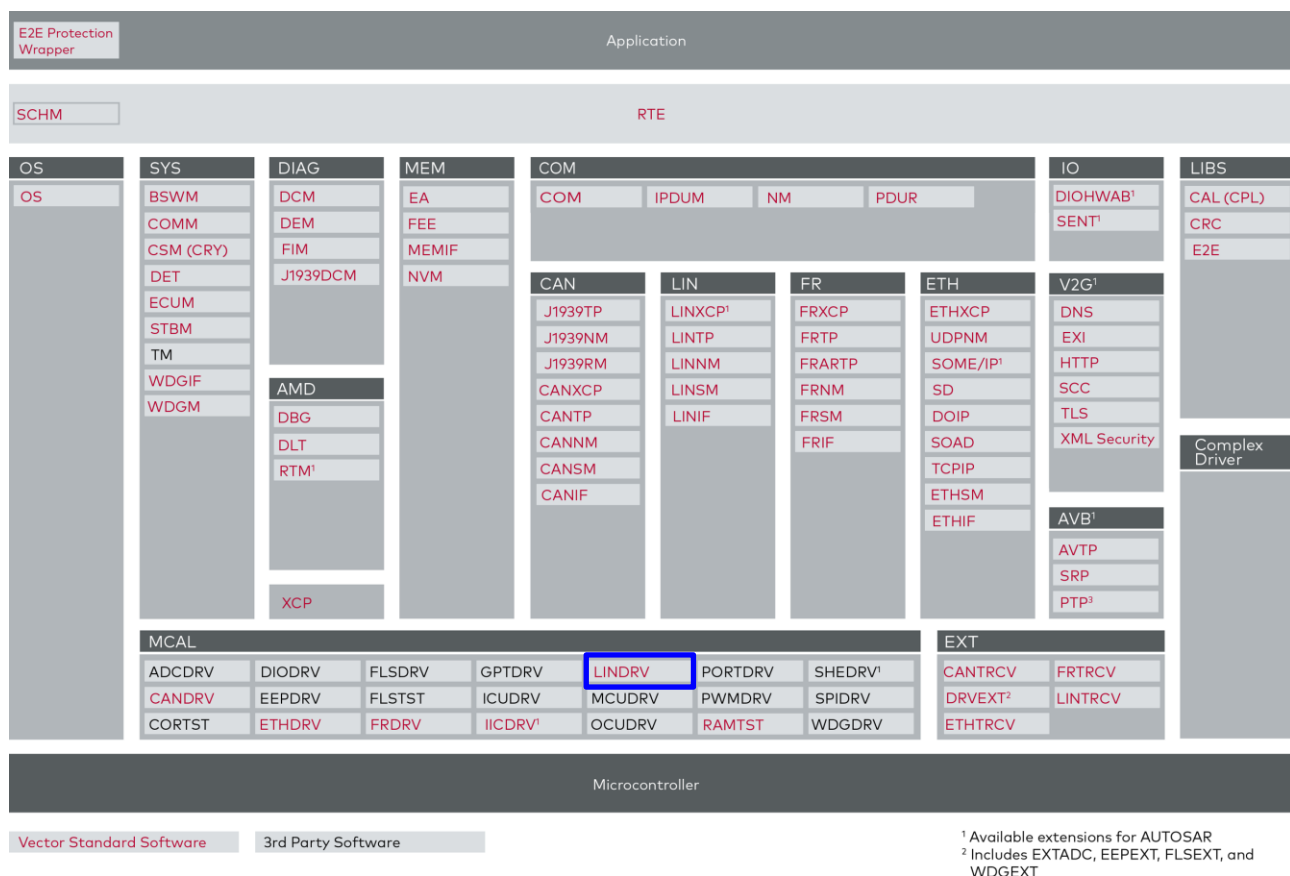 E2E Protection
Wrapper
Application
SCHM
RTE
OS
OS
SYS
BSWM
COMM
CSM (CRY)
DET
ECUM
STBM
TM
WDGIF
WDGM
DIAG
DCM
DEM
FIM
J1939DCM
AMD
DBG
DLT
RTM¹
XCP
MEM
EA
FEE
MEMIF
NVM
COM
COM
IPDUM
NM
PDUR
CAN
J1939TP
J1939NM
J1939RM
CANXCP
CANTP
CANNM
CANSM
CANIF
LIN
LINXCP¹
LINTP
LINNM
LINSM
LINIF
FR
FRXCP
FRTP
FRARTP
FRNM
FRSM
FRIF
ETH
ETHXCP
UDPNM
SOME/IP¹
SD
DOIP
SOAD
TCPIP
ETHSM
ETHIF
IO
DIOHWAB¹
SENT¹
V2G¹
DNS
EXI
HTTP
SCC
TLS
XML Security
AVB¹
AVTP
SRP
PTP³
LIBS
CAL (CPL)
CRC
E2E
Complex
Driver
MCAL
ADCDRV DIODRV FLSDRV GPTDRV LINDRV PORTDRV SHEDRV¹
CANDRV EEPDRV FLSTST ICUDRV MCUDRV PWMDRV SPIDRV
CORTST ETHDRV FRDRV IICDRV¹ OCUDRV RAMTST WDGDRV
EXT
CANTRCV FRTRCV
DRVEXT² LINTRCV
ETHTRCV
Microcontroller
Vector Standard Software
3rd Party Software
¹ Available extensions for AUTOSAR
² Includes EXTADC, EEPEXT, FLSEXT, and
WDGEXT